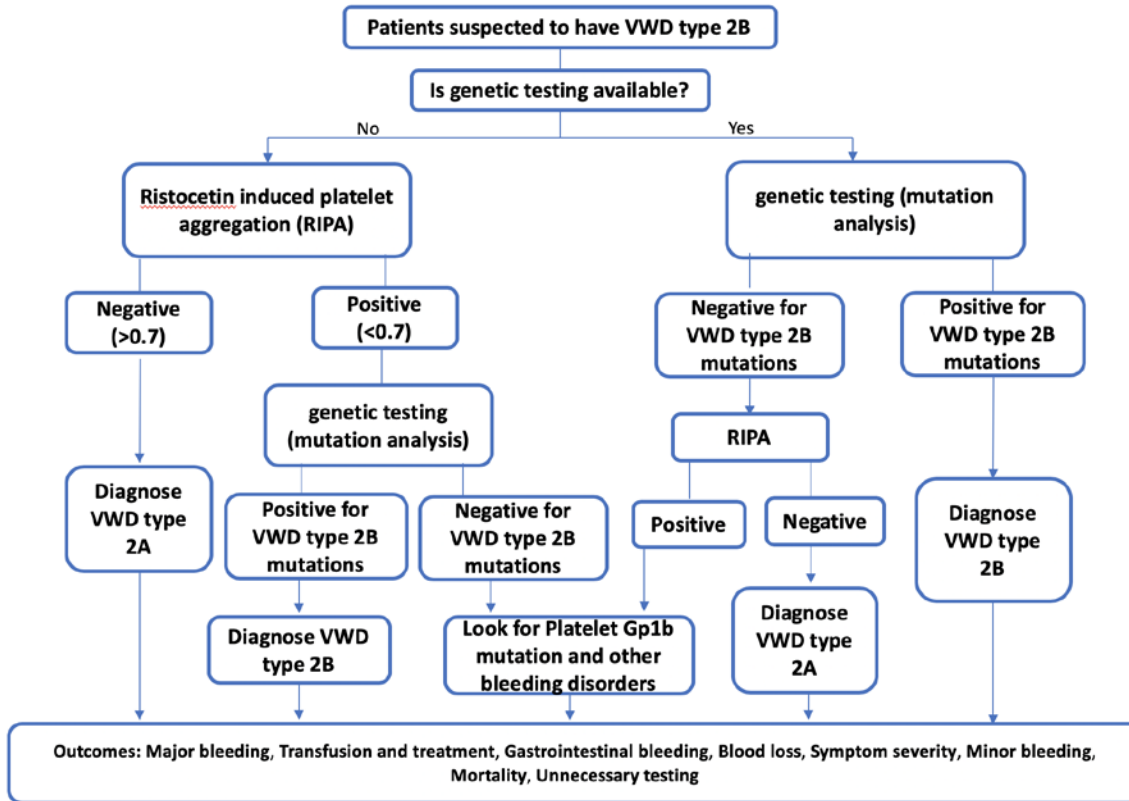 Patients suspected to have VWD type 2B
Is genetic testing available?
No
Yes
Ristocetin induced platelet
aggregation (RIPA)
genetic testing (mutation
analysis)
Negative
(>0.7)
Positive
(<0.7)
Negative for
VWD type 2B
mutations
Positive for
VWD type 2B
mutations
genetic testing
(mutation analysis)
RIPA
Diagnose
VWD type
2A
Positive for
VWD type 2B
mutations
Negative for
VWD type 2B
mutations
Positive
Negative
Diagnose
VWD type
2B
Diagnose VWD
type 2B
Look for Platelet Gp1b
mutation and other
bleeding disorders
Diagnose
VWD type
2A
Outcomes: Major bleeding, Transfusion and treatment, Gastrointestinal bleeding, Blood loss, Symptom severity, Minor bleeding,
Mortality, Unnecessary testing